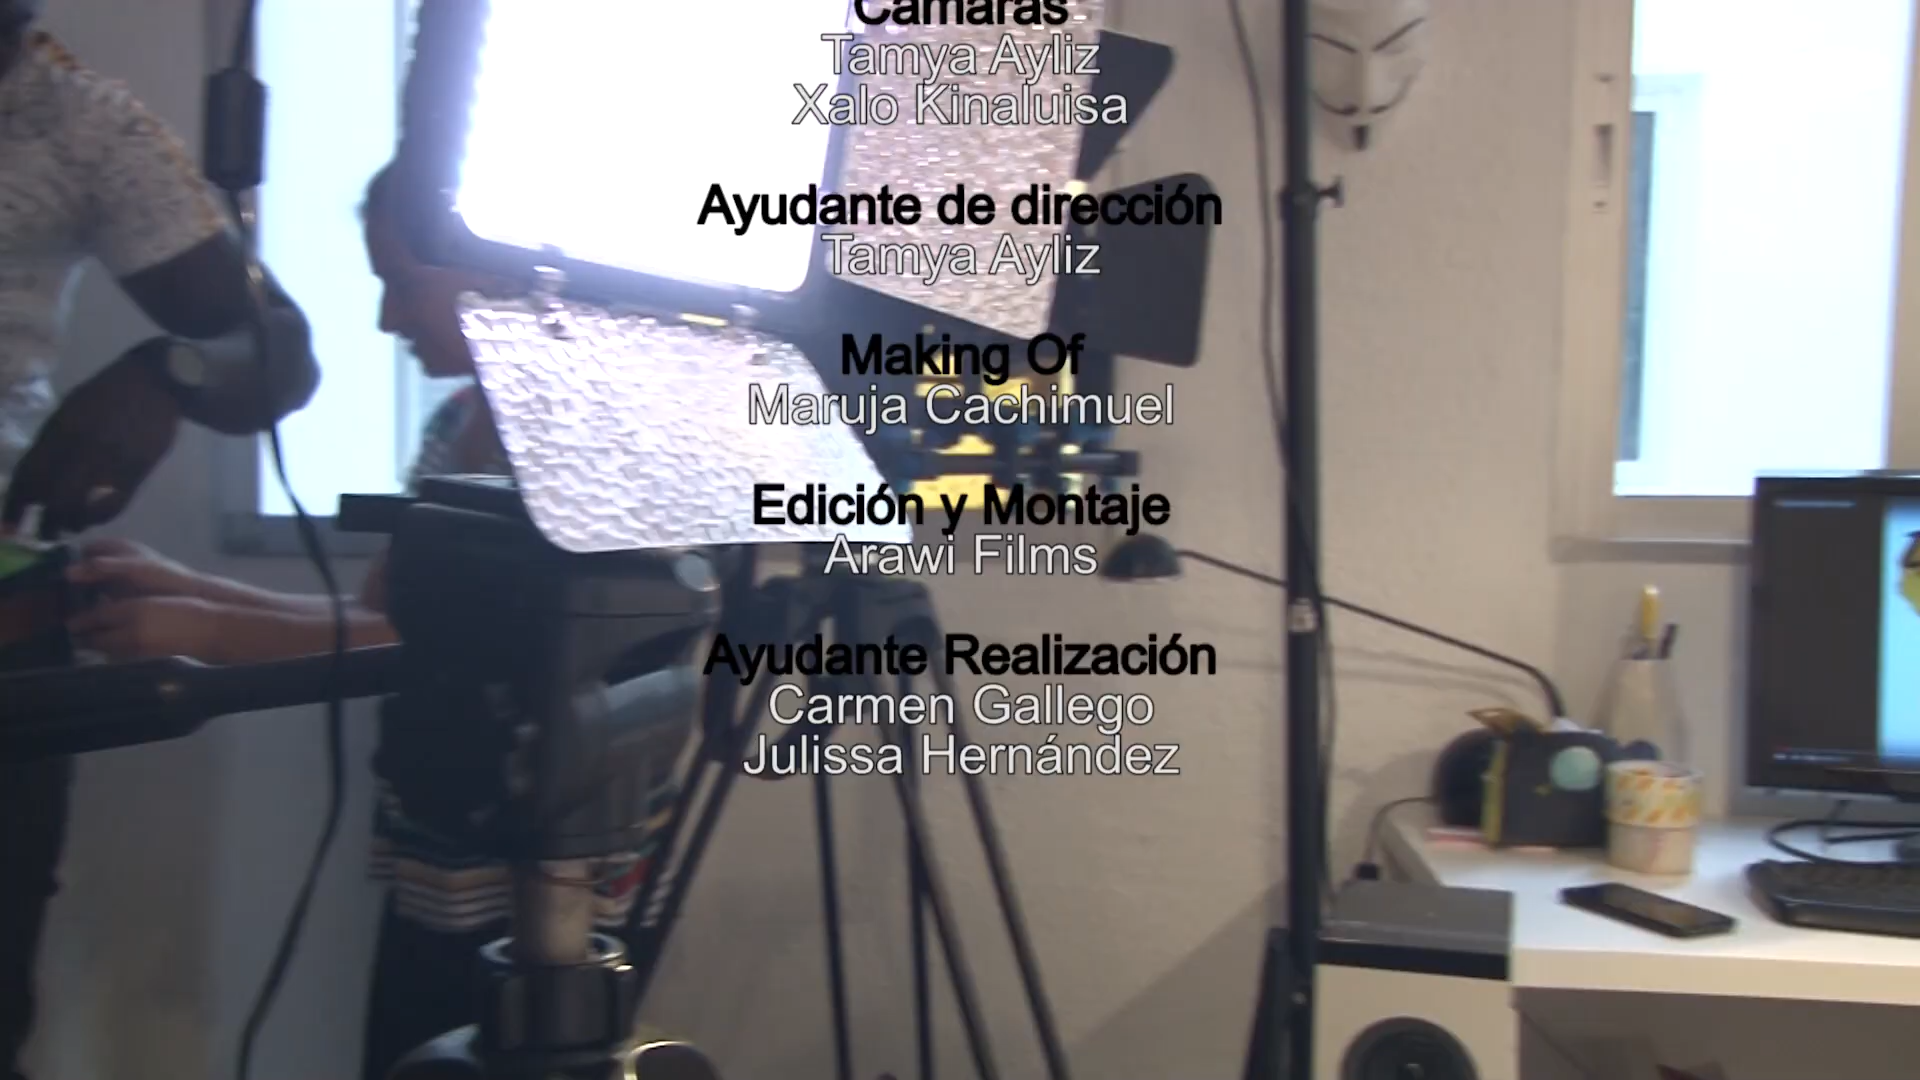 Cámaras
Tamya Ayliz
Xalo Kinaluisa
Ayudante de dirección
Tamya Ayliz
Making Of
Maruja Cachimuel
Edición y Montaje
Arawi Films
Ayudante Realización
Carmen Gallego
Julissa Hernández